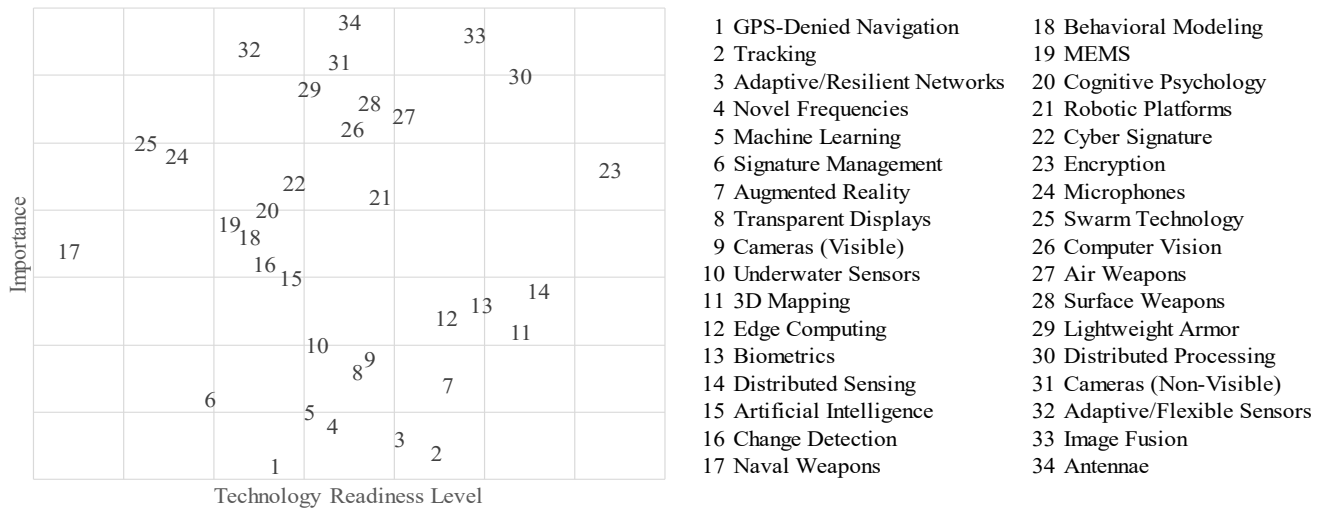 34
33
32
31
30
29
28
27
26
25
24
23
22
21
20
19
18
17
16
15
14
13
12
11
10
9
8
7
6
5
4
3
2
1
Importance
Technology Readiness Level
1 GPS-Denied Navigation
2 Tracking
3 Adaptive/Resilient Networks
4 Novel Frequencies
5 Machine Learning
6 Signature Management
7 Augmented Reality
8 Transparent Displays
9 Cameras (Visible)
10 Underwater Sensors
11 3D Mapping
12 Edge Computing
13 Biometrics
14 Distributed Sensing
15 Artificial Intelligence
16 Change Detection
17 Naval Weapons
18 Behavioral Modeling
19 MEMS
20 Cognitive Psychology
21 Robotic Platforms
22 Cyber Signature
23 Encryption
24 Microphones
25 Swarm Technology
26 Computer Vision
27 Air Weapons
28 Surface Weapons
29 Lightweight Armor
30 Distributed Processing
31 Cameras (Non-Visible)
32 Adaptive/Flexible Sensors
33 Image Fusion
34 Antennae